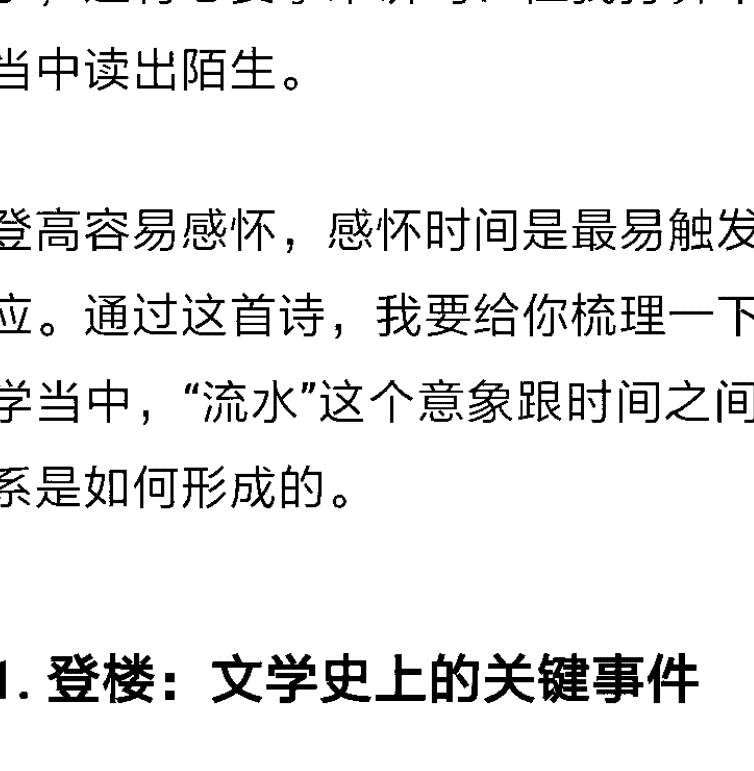 当中读出陌生。
登高容易感怀，感怀时间是最易触发
应。通过这首诗，我要给你梳理一下
学当中，“流水”这个意象跟时间之间
系是如何形成的。
1. 登楼：文学史上的关键事件